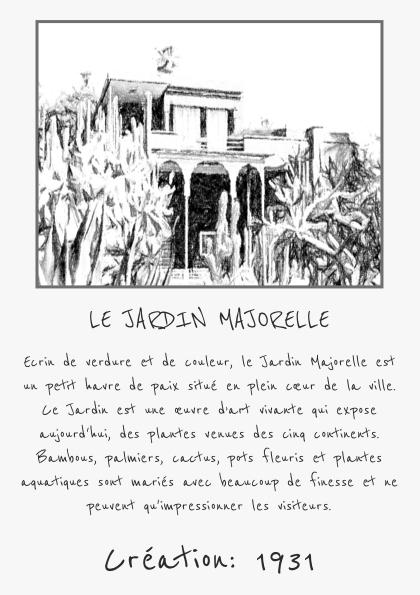 LE JARDIN MAJORELLE
Ecrin de verdure et de couleur, le Jardin Majorelle est
un petit havre de paix situé en plein cœur de la ville.
Ce Jardin est une œuvre d'art vivante qui expose
aujourd'hui, des plantes venues des cinq continents.
Bambous, palmiers, cactus, pots fleuris et plantes
aquatiques sont mariés avec beaucoup de finesse et ne
peuvent qu'impressionner les visiteurs.
Création: 1931